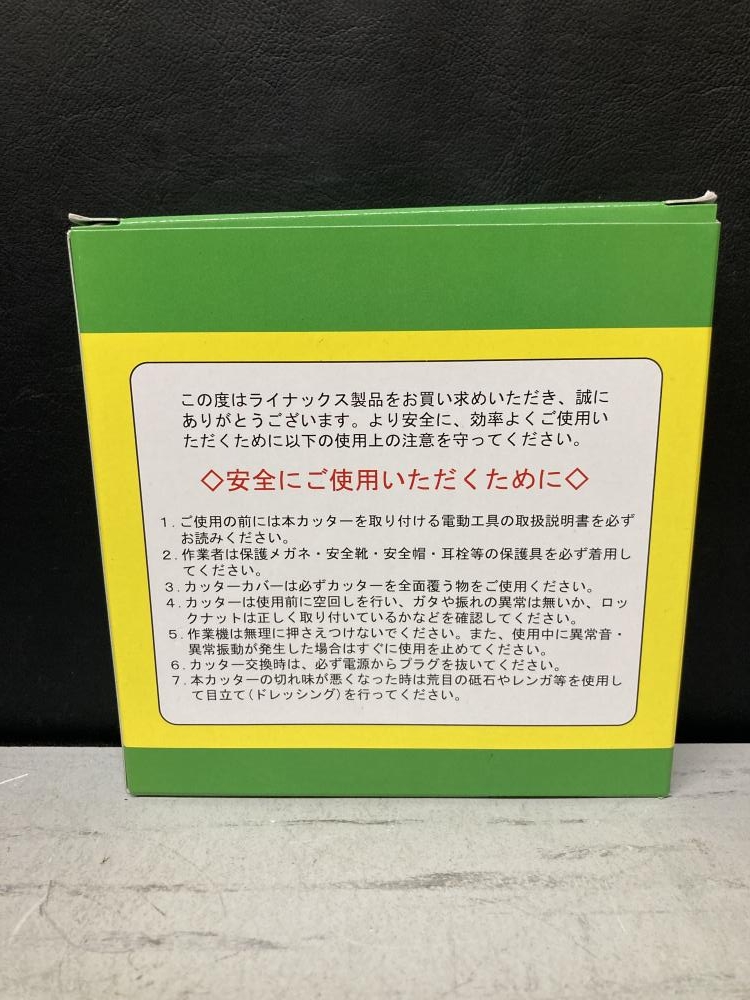 この度はライナックス製品をお買い求めいただき、誠に
ありがとうございます。より安全に、効率よくご使用い
ただくために以下の使用上の注意を守ってください。
◇安全にご使用いただくために◇
1.ご使用の前には本カッターを取り付ける電動工具の取扱説明書を必ず
お読みください。
2.作業者は保護メガネ・安全靴・安全帽・耳栓等の保護具を必ず着用し
てください。
3.カッターカバーは必ずカッターを全面覆う物をご使用ください。
4.カッターは使用前に空回しを行い、ガタや振れの異常は無いか、ロッ
クナットは正しく取り付いているかなどを確認してください。
5.作業機は無理に押さえつけないでください。また、使用中に異常音・
異常振動が発生した場合はすぐに使用を止めてください。
6.カッター交換時は、必ず電源からプラグを抜いてください。
7.本カッターの切れ味が悪くなった時は荒目の砥石やレンガ等を使用し
て目立て(ドレッシング)を行ってください。